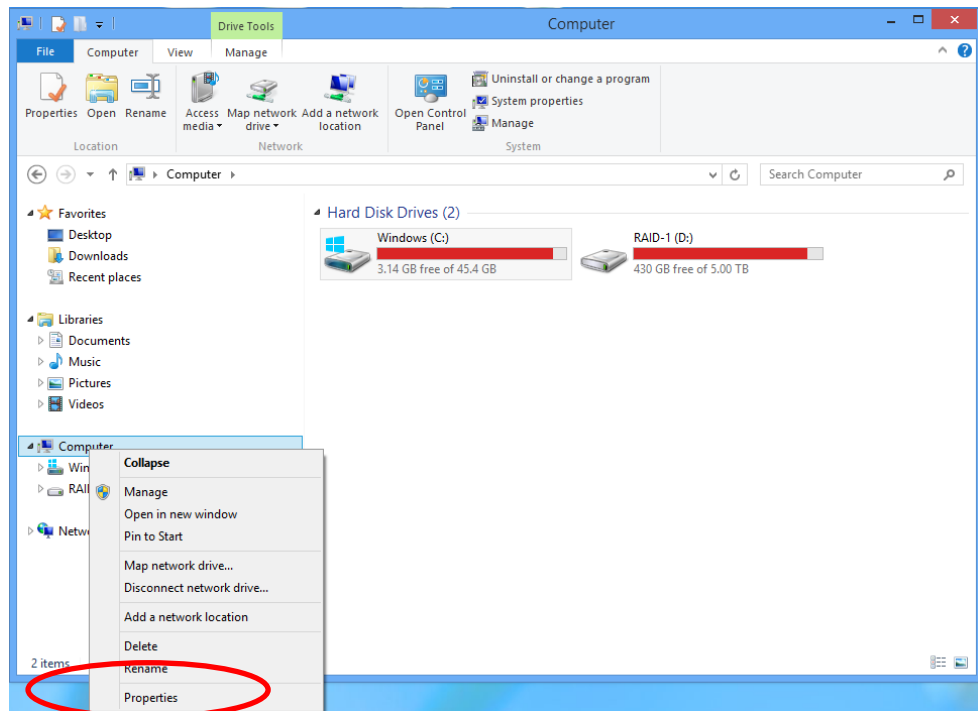 Drive Tools
Computer
File Computer View Manage
Properties Open Rename
Access media
Map network drive
Add a network location
Open Control Panel
Uninstall or change a program
System properties
Manage
Location Network System
Computer
Search Computer
Favorites
Desktop
Downloads
Recent places
Libraries
Documents
Music
Pictures
Videos
Computer
Win
RAI
Netw
Hard Disk Drives (2)
Windows (C:)
3.14 GB free of 45.4 GB
RAID-1 (D:)
430 GB free of 5.00 TB
Collapse
Manage
Open in new window
Pin to Start
Map network drive...
Disconnect network drive...
Add a network location
Delete
Rename
Properties
2 items